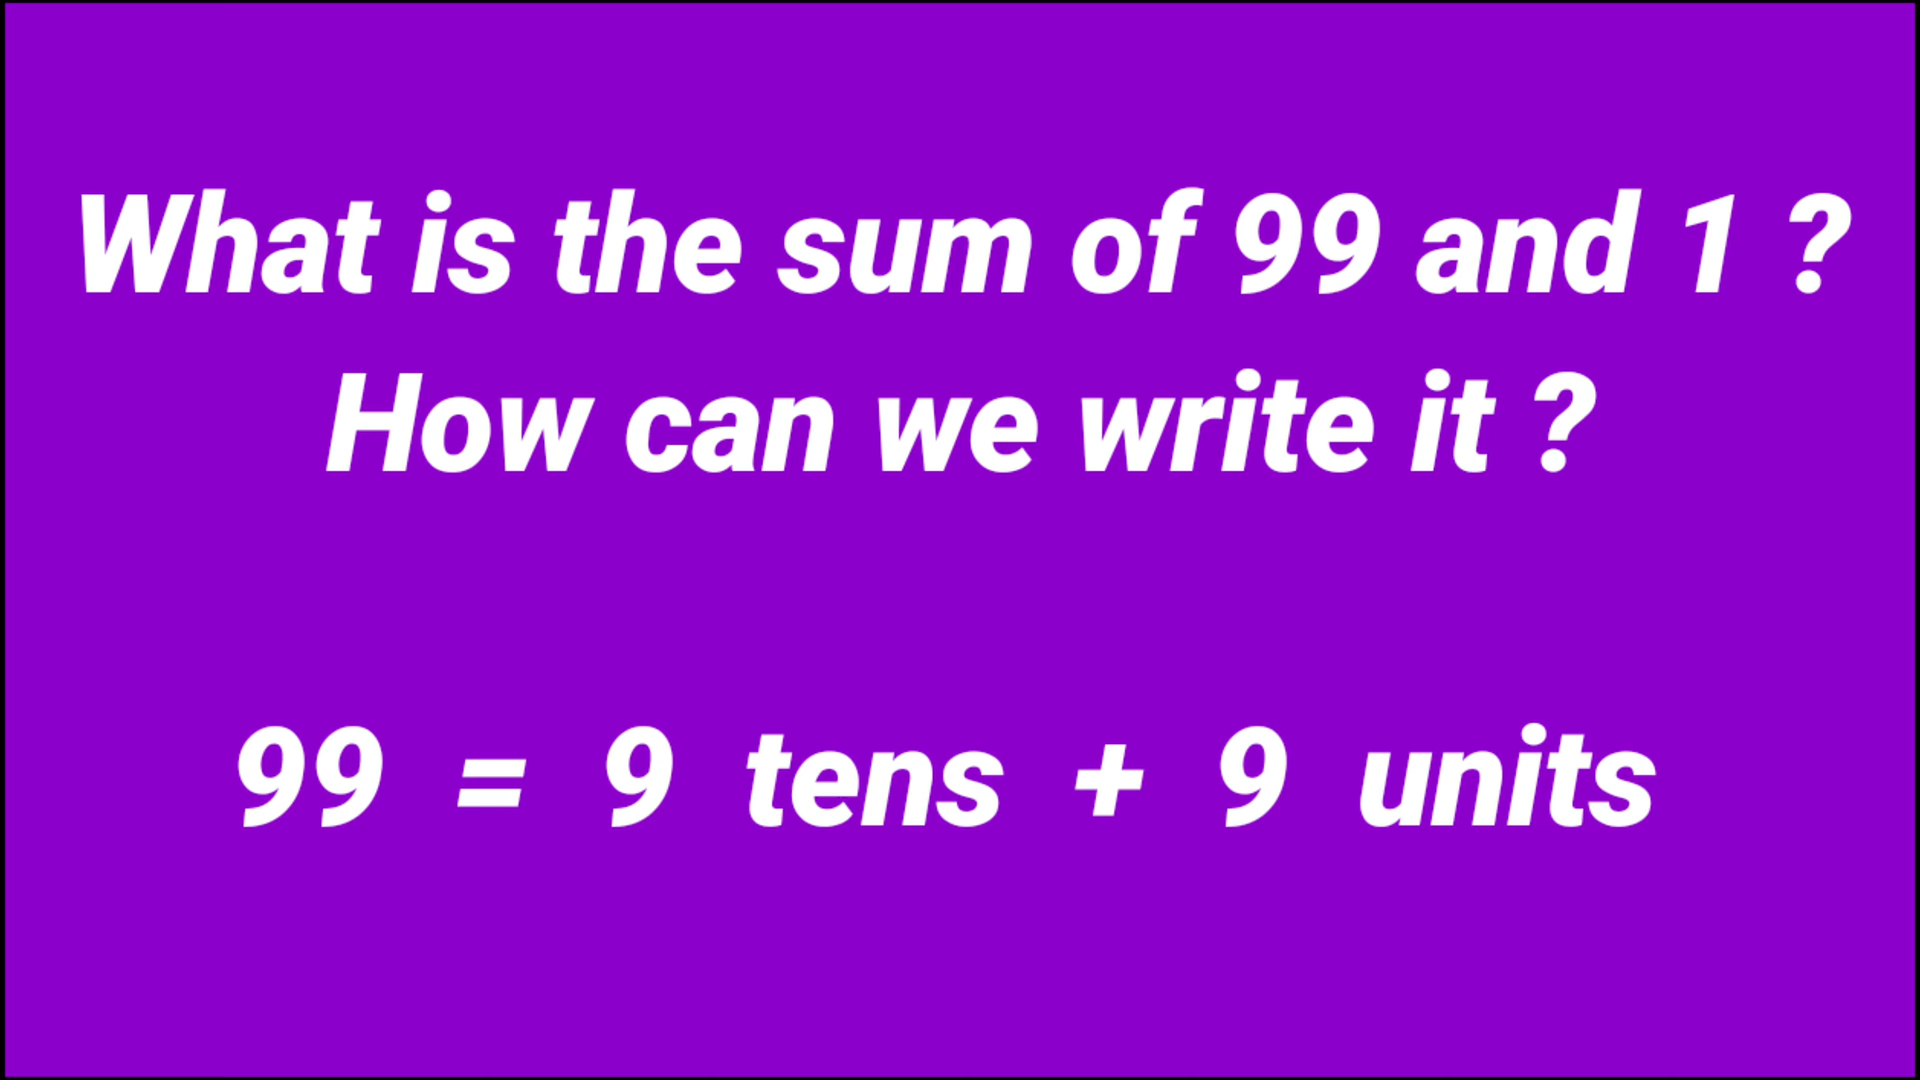 What is the sum of 99 and 1 ?
How can we write it ?
99 = 9 tens + 9 units